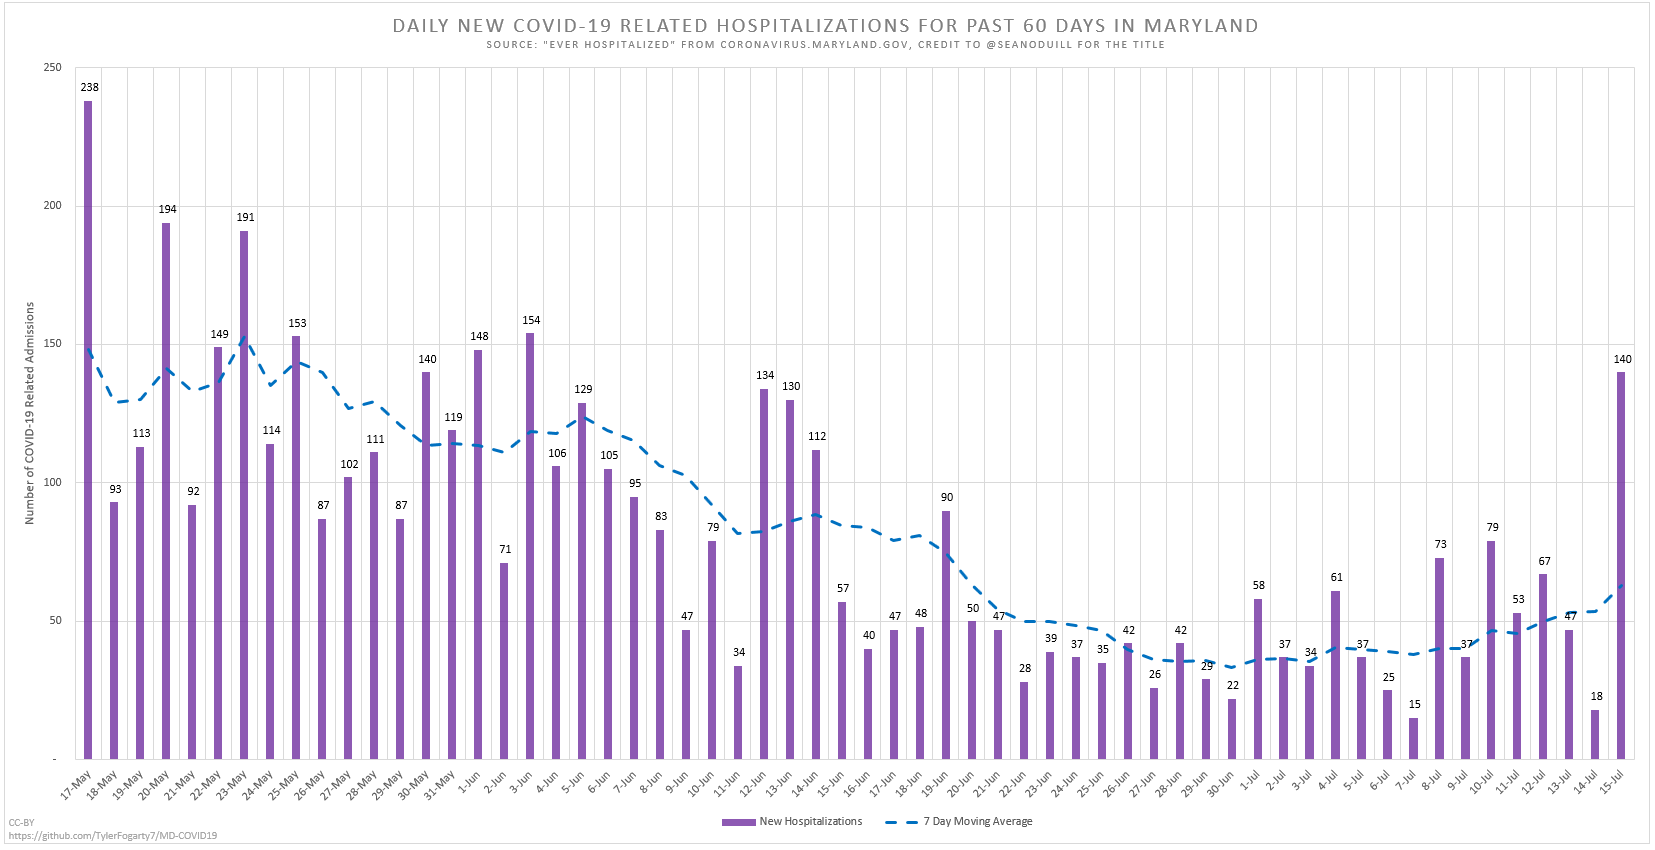 DAILY NEW COVID-19 RELATED HOSPITALIZATIONS FOR PAST 60 DAYS IN MARYLAND
SOURCE: "EVER HOSPITALIZED" FROM CORONAVIRUS.MARYLAND.GOV, CREDIT TO @SEANODUILL FOR THE TITLE
Number of COVID-19 Related Admissions
250
200
150
100
50
-
238
93
113
194
92
149
191
114
153
87
102
111
87
140
119
148
71
154
106
129
105
95
83
47
79
34
134
130
112
57
40
47
48
90
50
47
28
39
37
35
42
26
42
29
22
58
37
34
61
37
25
15
73
37
79
53
67
47
18
140
17-May
18-May
19-May
20-May
21-May
22-May
23-May
24-May
25-May
26-May
27-May
28-May
29-May
30-May
31-May
1-Jun
2-Jun
3-Jun
4-Jun
5-Jun
6-Jun
7-Jun
8-Jun
9-Jun
10-Jun
11-Jun
12-Jun
13-Jun
14-Jun
15-Jun
16-Jun
17-Jun
18-Jun
19-Jun
20-Jun
21-Jun
22-Jun
23-Jun
24-Jun
25-Jun
26-Jun
27-Jun
28-Jun
29-Jun
30-Jun
1-Jul
2-Jul
3-Jul
4-Jul
5-Jul
6-Jul
7-Jul
8-Jul
9-Jul
10-Jul
11-Jul
12-Jul
13-Jul
14-Jul
15-Jul
New Hospitalizations
7 Day Moving Average
CC-BY
https://github.com/TylerFogarty7/MD-COVID19